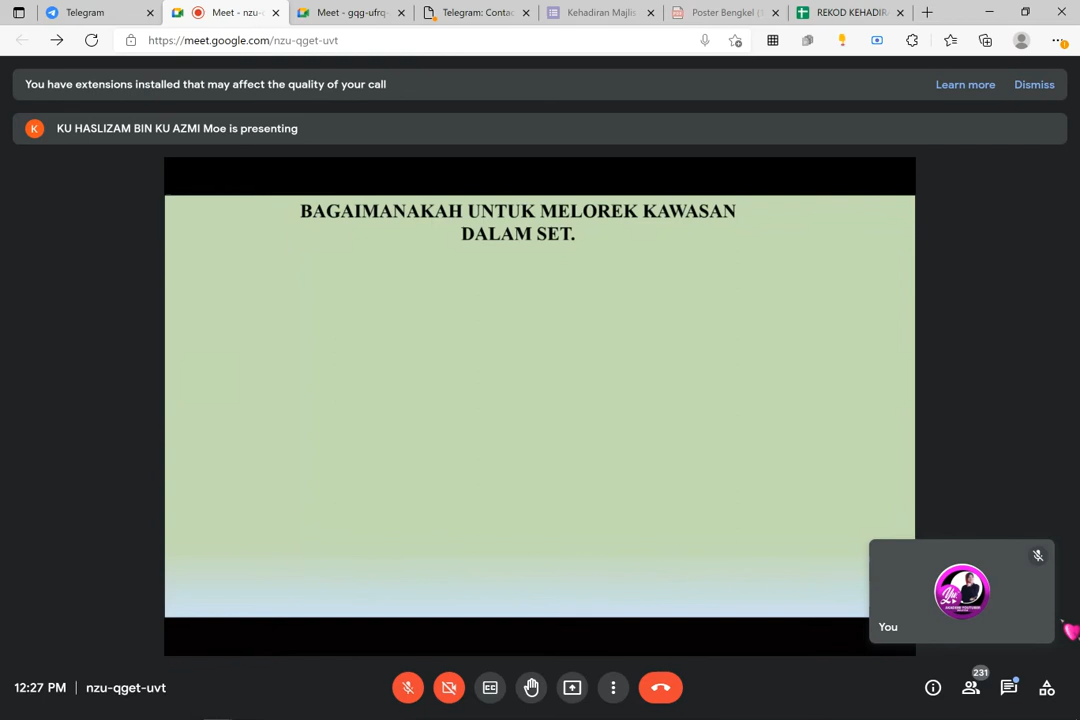 Telegram
Meet - nzu-
Meet - gqg-ufrq-
Telegram: Contac
Kehadiran Majlis
Poster Bengkel (
REKOD KEHADIRA
https://meet.google.com/nzu-qget-uvt
You have extensions installed that may affect the quality of your call
Learn more
Dismiss
K
KU HASLIZAM BIN KU AZMI Moe is presenting
BAGAIMANAKAH UNTUK MELOREK KAWASAN
DALAM SET.
You
231
12:27 PM | nzu-qget-uvt